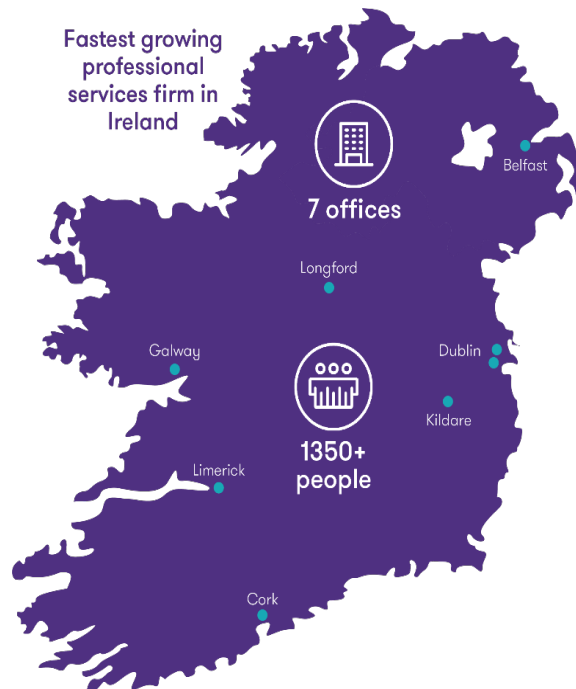 Fastest growing
professional
services firm in
Ireland
Belfast
7 offices
Longford
Galway
Dublin
Kildare
1350+
people
Limerick
Cork